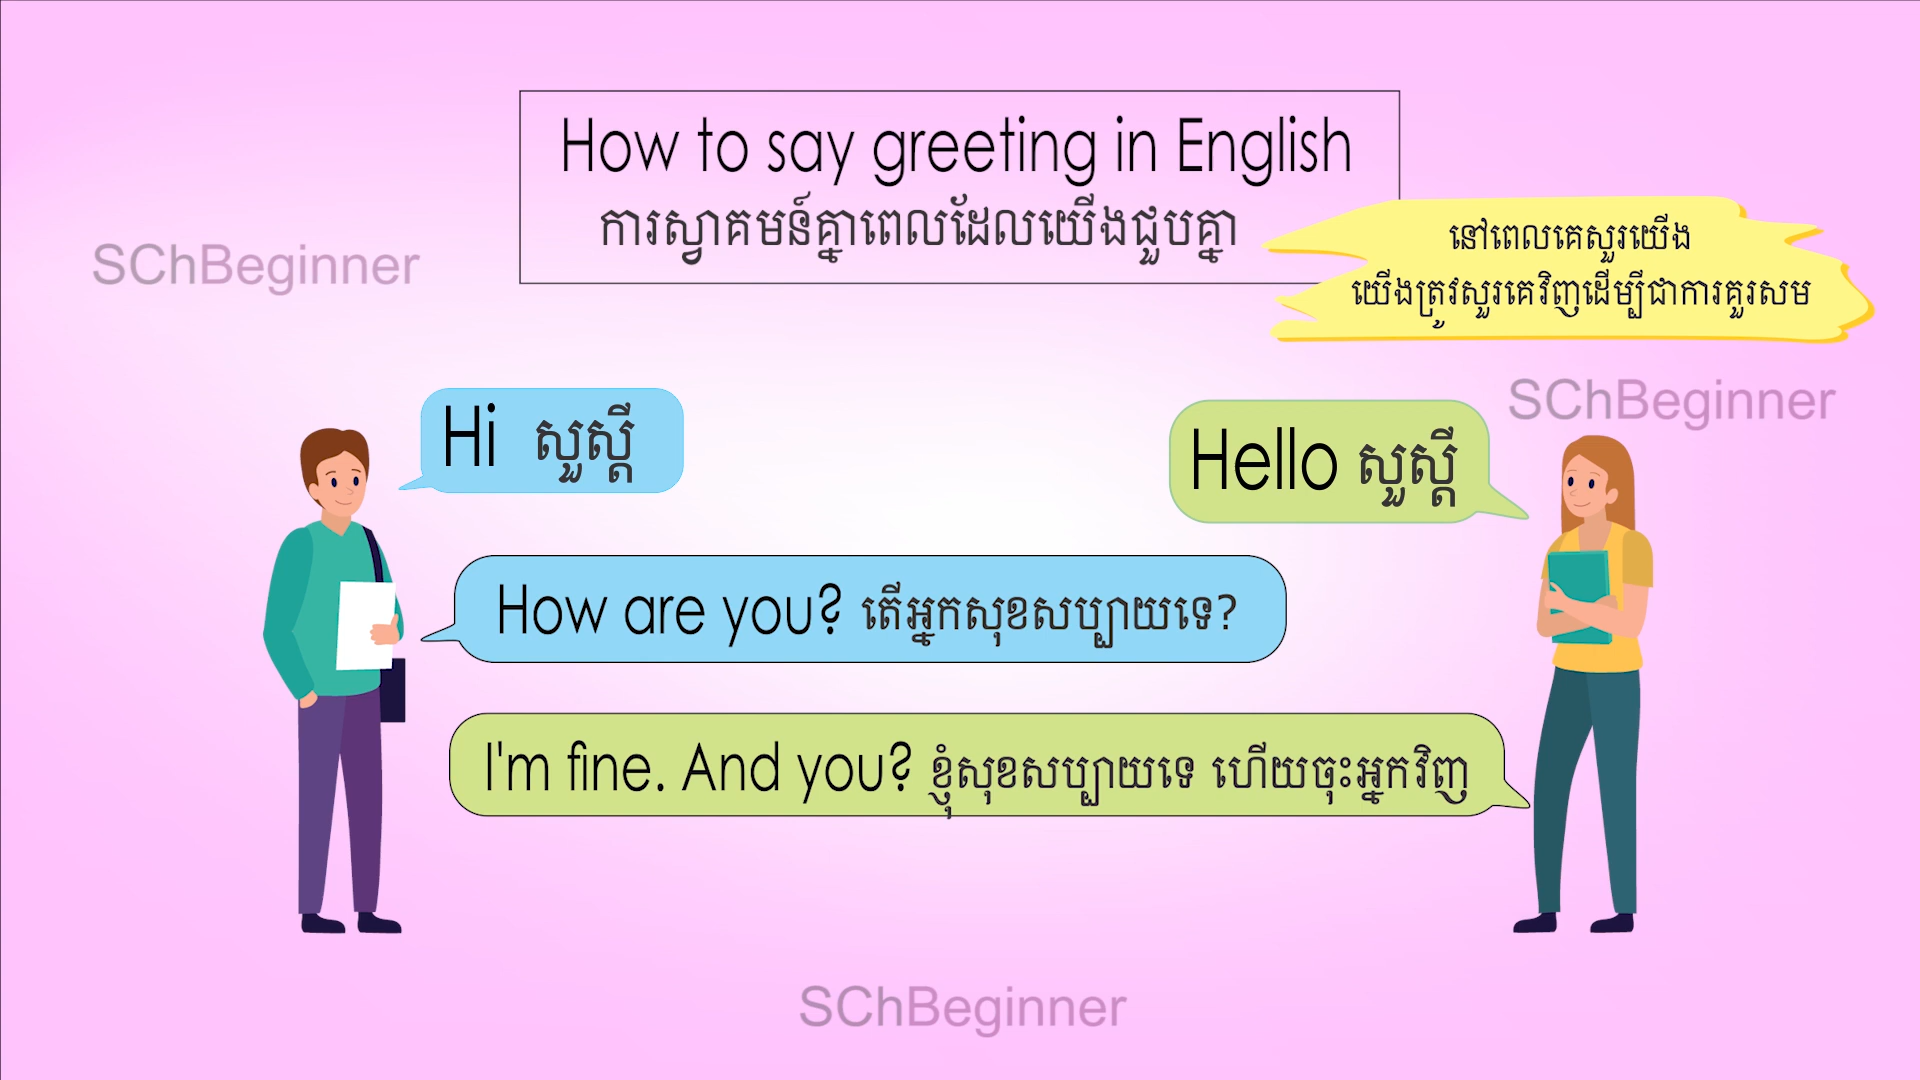 How to say greeting in English
ការស្វាគមន៍គ្នាពេលដែលយើងជួបគ្នា
នៅពេលគេសួរយើង
យើងត្រូវសួរគេវិញដើម្បីជាការគួរសម
SChBeginner
SChBeginner
Hi សួស្តី
Hello សួស្តី
How are you? តើអ្នកសុខសប្បាយទេ?
I'm fine. And you? ខ្ញុំសុខសប្បាយទេ ហើយចុះអ្នកវិញ
SChBeginner